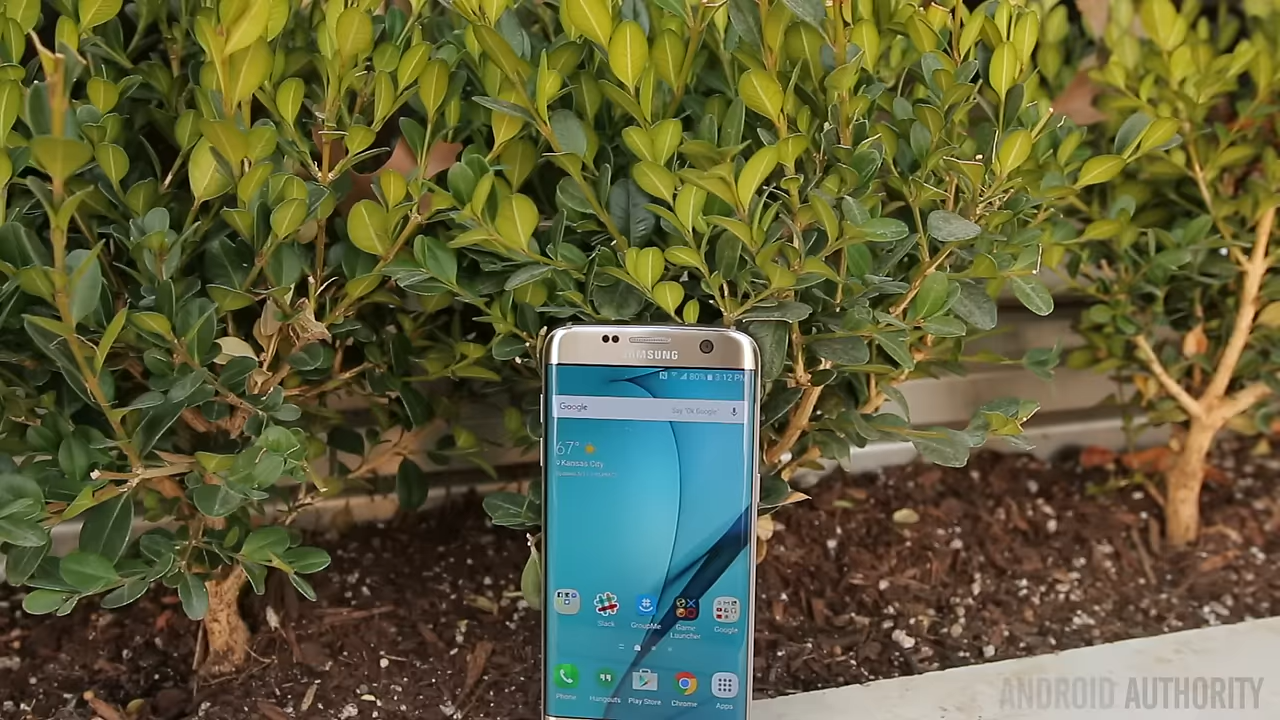 SAMSUNG
80% 3:12 PM
Google Say "Ok Google"
67°
Kansas City
Slack GroupMe Game Launcher Google
Phone Hangouts Play Store Chrome Apps
ANDROID AUTHORITY